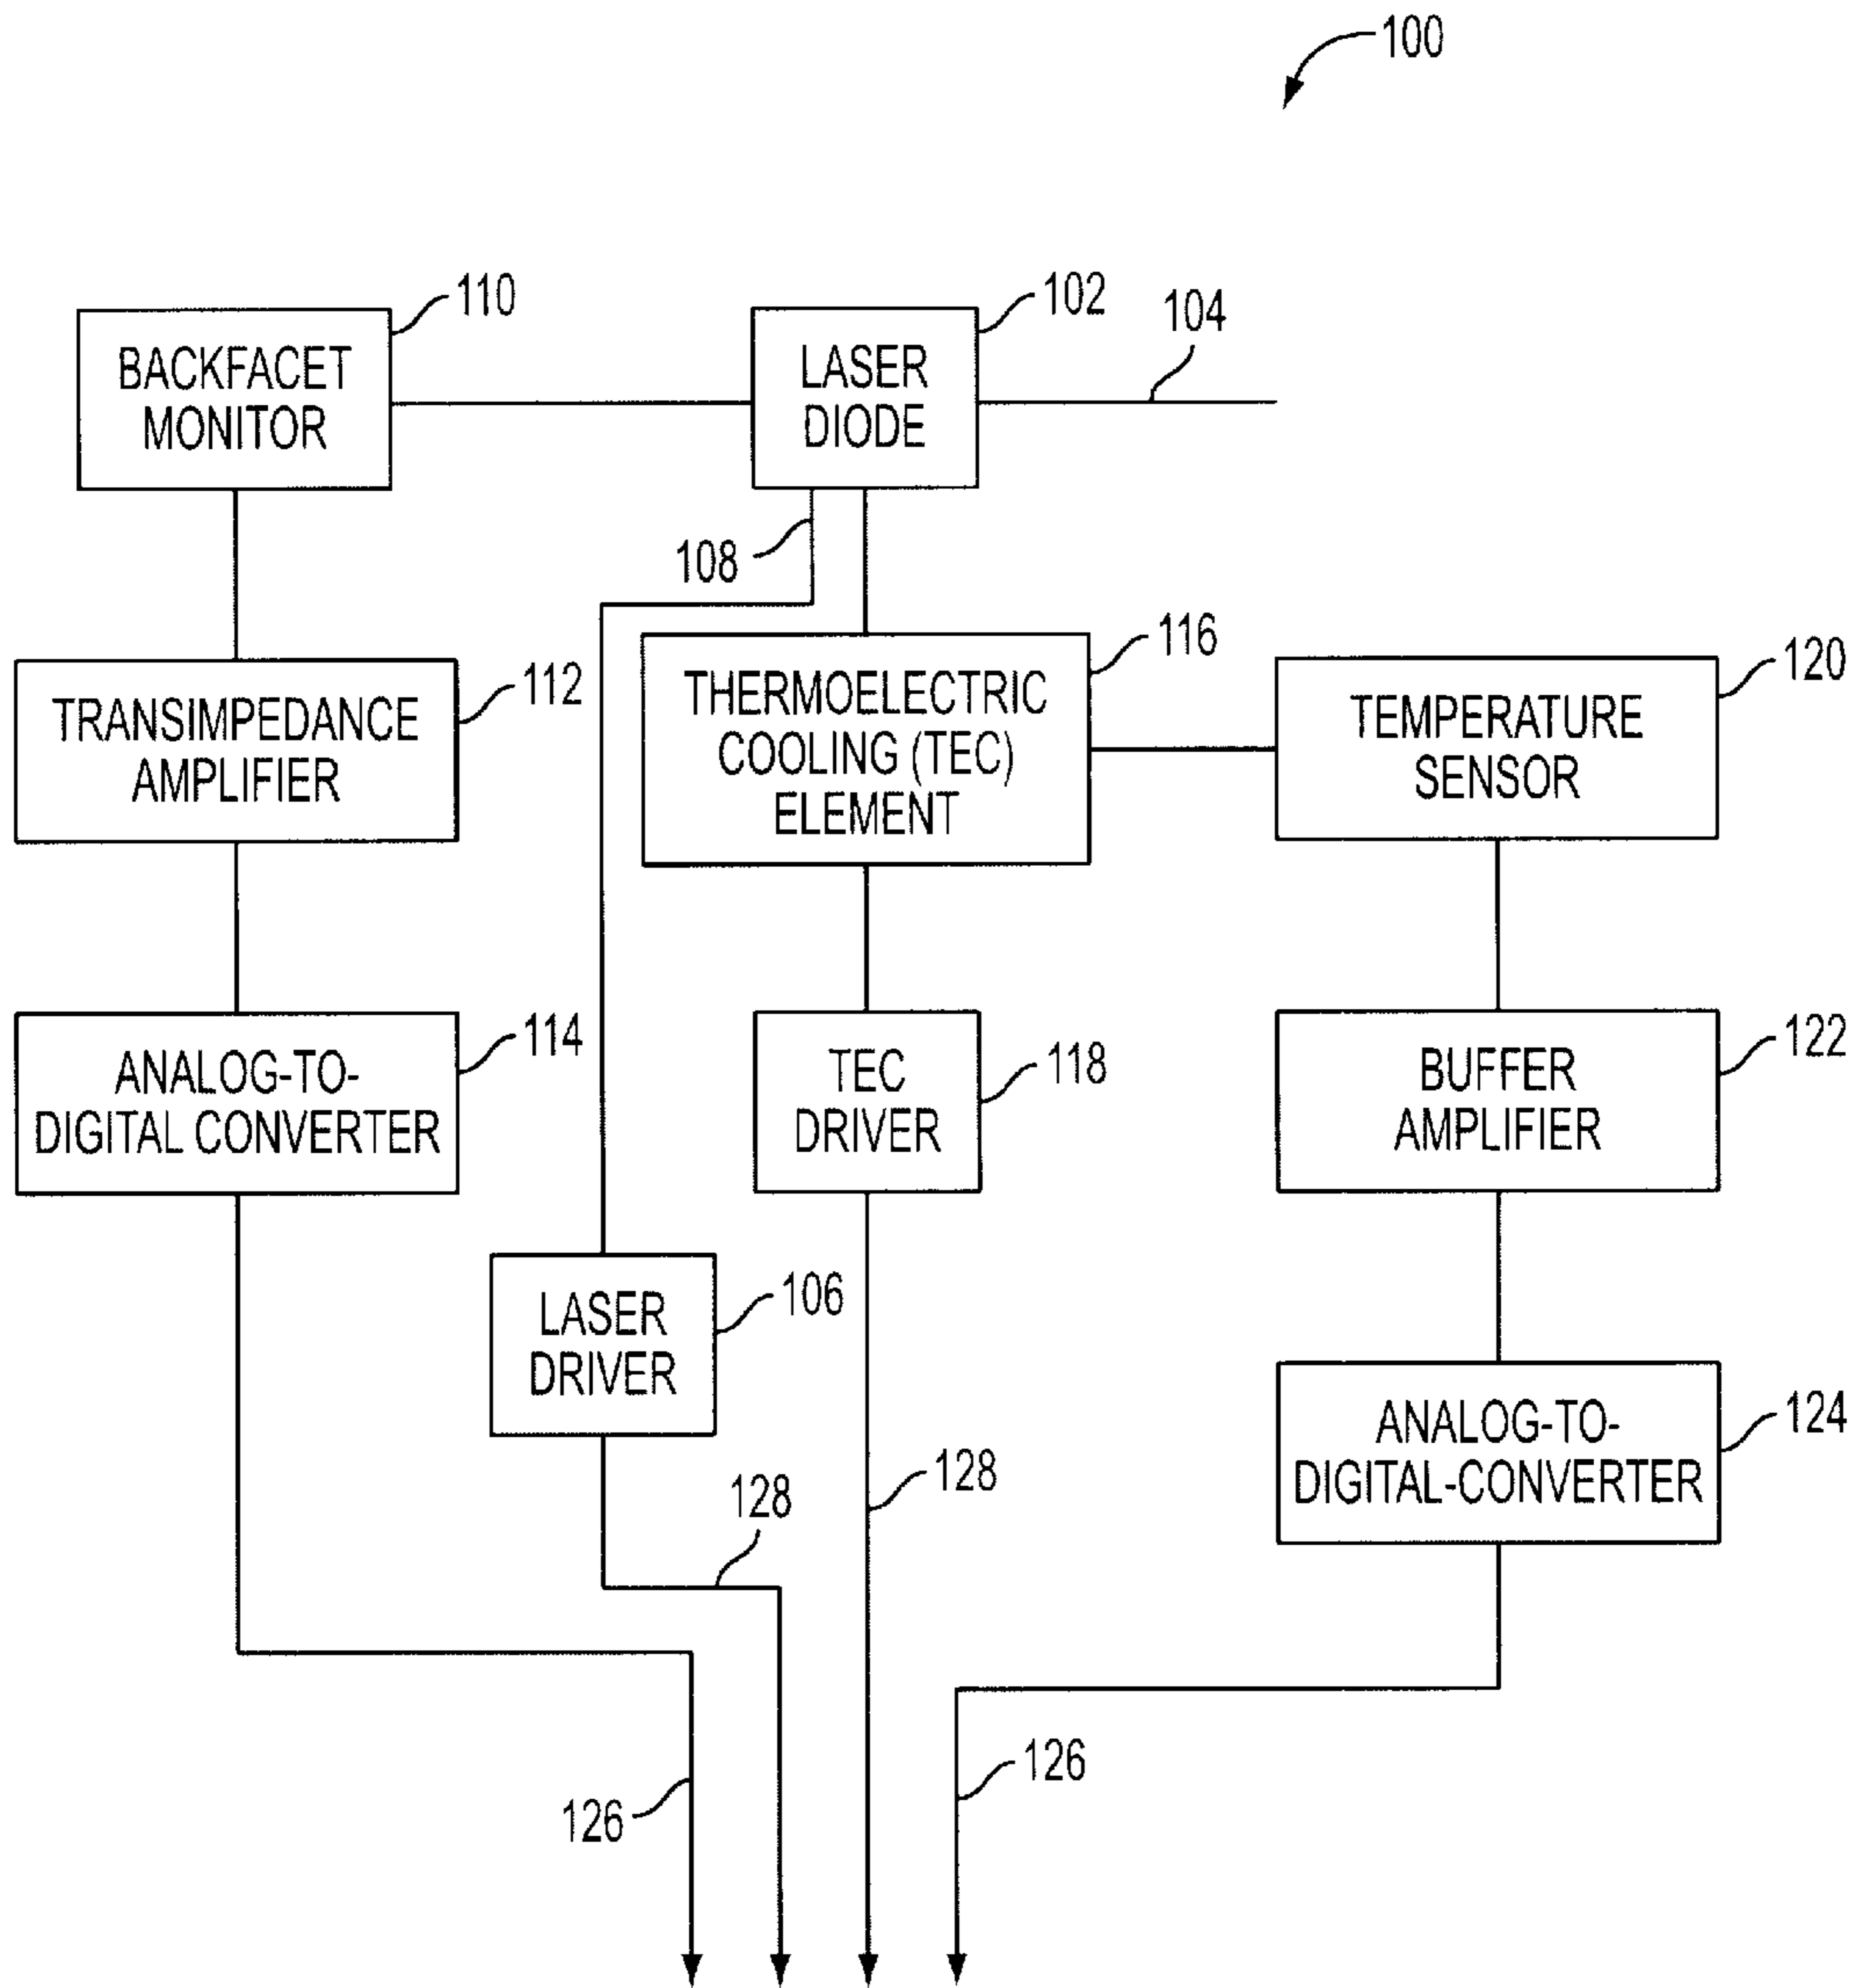 100
110
102
104
BACKFACET
MONITOR
LASER
DIODE
108
116
120
112
TRANSIMPEDANCE
AMPLIFIER
THERMOELECTRIC
COOLING (TEC)
ELEMENT
TEMPERATURE
SENSOR
114
118
122
ANALOG-TO-
DIGITAL CONVERTER
TEC
DRIVER
BUFFER
AMPLIFIER
106
LASER
DRIVER
124
ANALOG-TO-
DIGITAL-CONVERTER
128
128
126
126